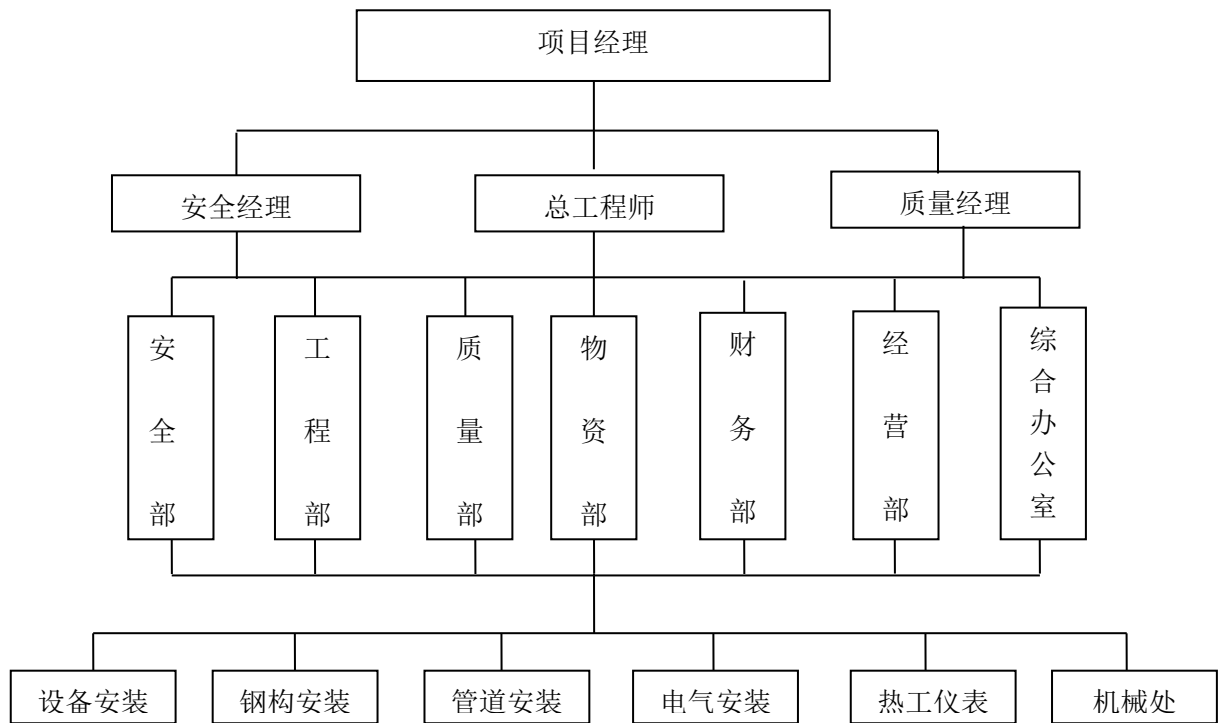 项目经理
安全经理
总工程师
质量经理
安全部
工程部
质量部
物资部
财务部
经营部
综合办公室
设备安装
钢构安装
管道安装
电气安装
热工仪表
机械处